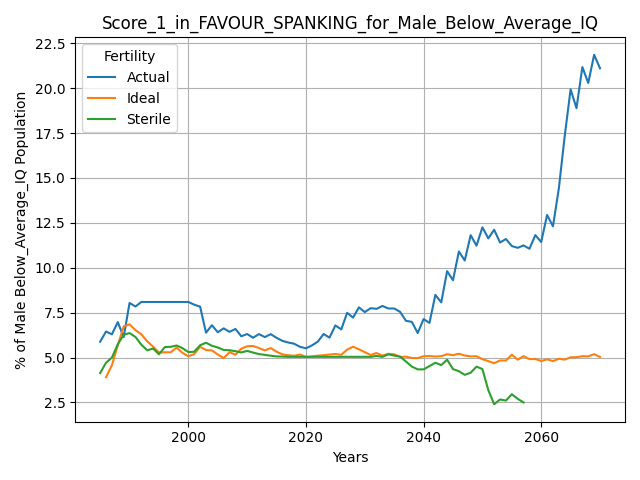 Score_1_in_FAVOUR_SPANKING_for_Male_Below_Average_IQ
Fertility
Actual
Ideal
Sterile
% of Male Below_Average_IQ Population
22.5
20.0
17.5
15.0
12.5
10.0
7.5
5.0
2.5
2000
2020
2040
2060
Years